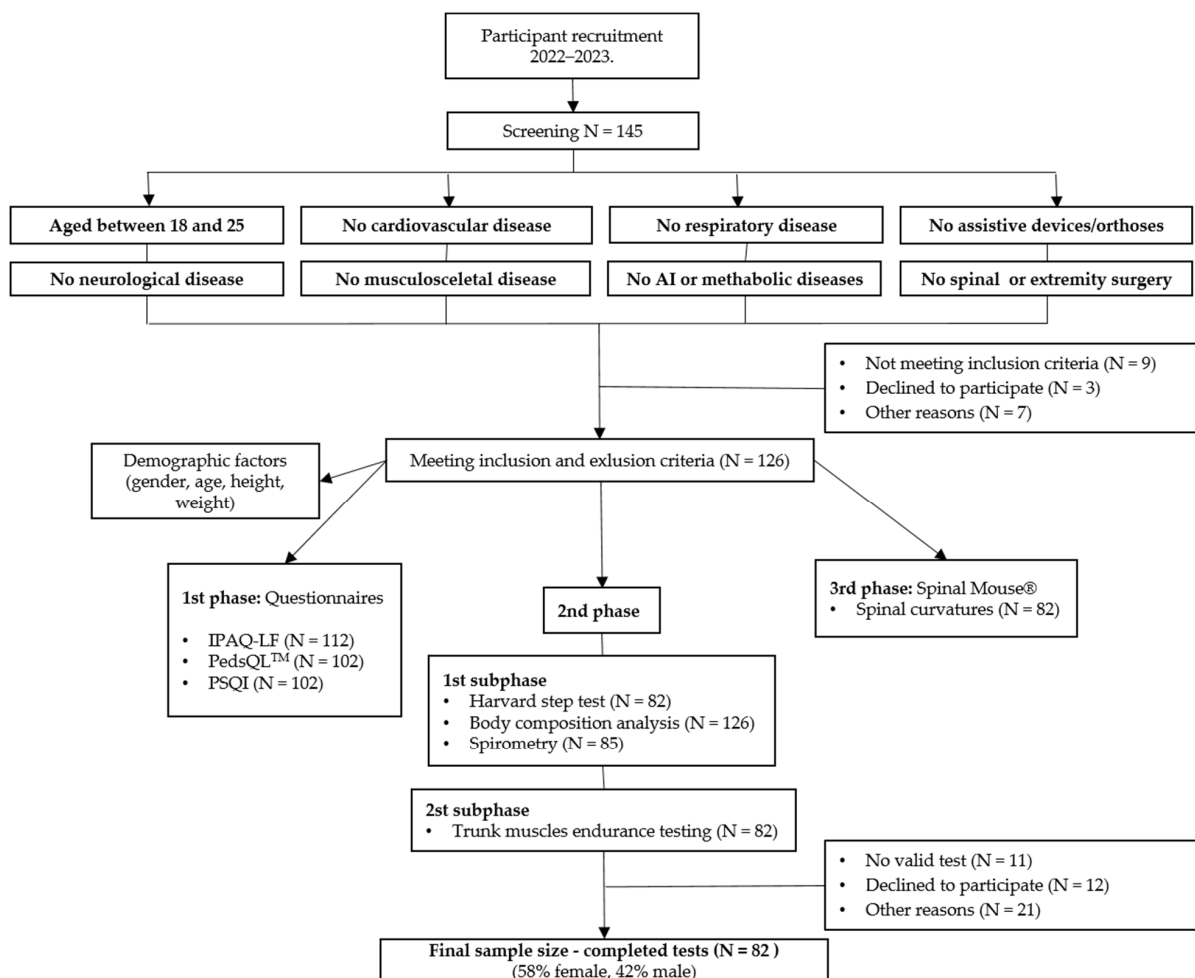 Participant recruitment
2022–2023.
Screening N = 145
Aged between 18 and 25
No cardiovascular disease
No respiratory disease
No assistive devices/orthoses
No neurological disease
No musculosceletal disease
No AI or methabolic diseases
No spinal or extremity surgery
• Not meeting inclusion criteria (N = 9)
• Declined to participate (N = 3)
• Other reasons (N = 7)
Demographic factors
(gender, age, height,
weight)
Meeting inclusion and exlusion criteria (N = 126)
1st phase: Questionnaires
• IPAQ-LF (N = 112)
• PedsQL™ (N = 102)
• PSQI (N = 102)
2nd phase
3rd phase: Spinal Mouse®
• Spinal curvatures (N = 82)
1st subphase
• Harvard step test (N = 82)
• Body composition analysis (N = 126)
• Spirometry (N = 85)
2st subphase
• Trunk muscles endurance testing (N = 82)
• No valid test (N = 11)
• Declined to participate (N = 12)
• Other reasons (N = 21)
Final sample size - completed tests (N = 82 )
(58% female, 42% male)